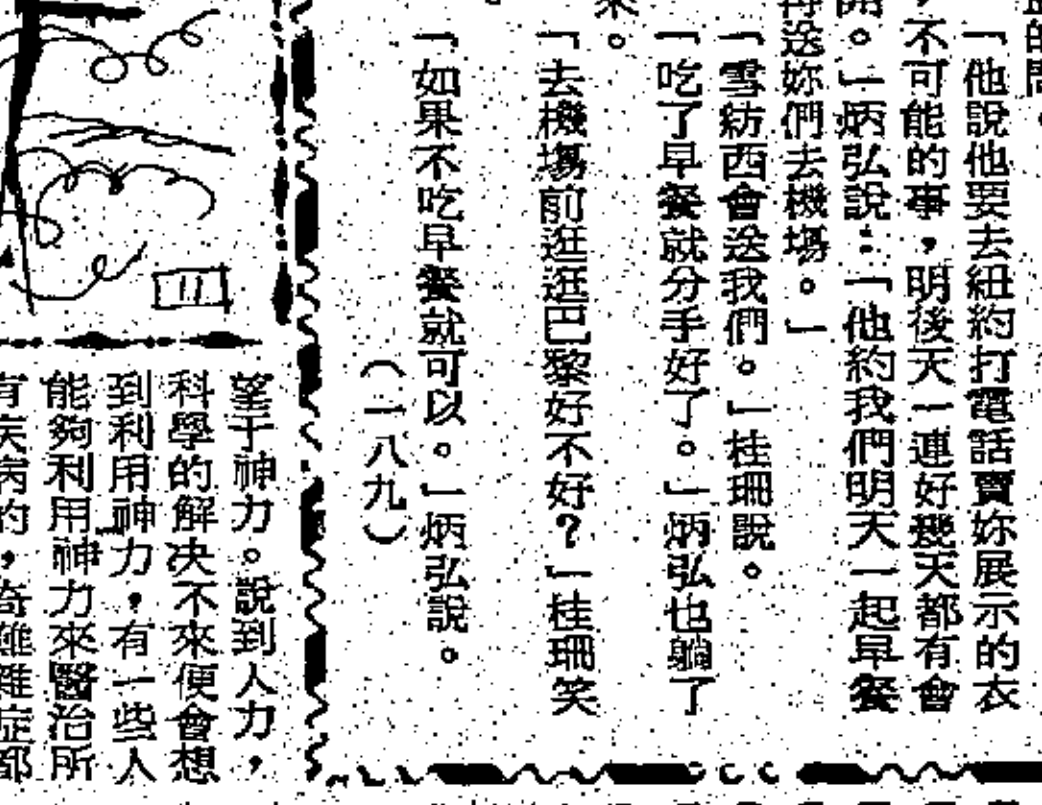 的問。
「他說他要去紐約打電話賣妳展示的衣
，不可能的事，明後天一連好幾天都有會
開。」炳弘說：「他約我們明天一起早餐
再送妳們去機場。」
「雪紡西會送我們。」桂珊說。
「吃了早餐就分手好了。」炳弘也躺了
來。
「去機場前逛逛巴黎好不好？」桂珊笑
「如果不吃早餐就可以。」炳弘說。
（一八九）
11
望于神力。說到人力，
科學的解決不來便會想
到利用神力，有一些人
能夠利用神力來醫治所
有疾病的，奇難雜症都